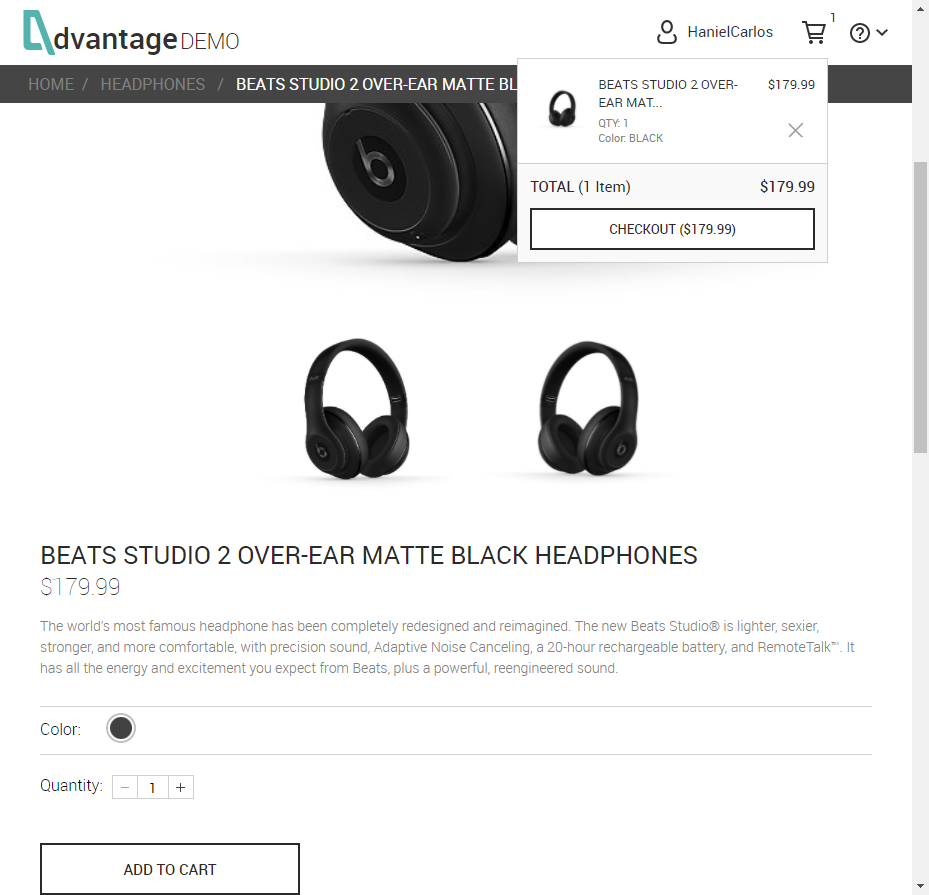 Advantage DEMO
HanielCarlos
1
HOME / HEADPHONES / BEATS STUDIO 2 OVER-EAR MATTE BL
BEATS STUDIO 2 OVER-
EAR MAT...
$179.99
QTY: 1
Color: BLACK
TOTAL (1 Item) $179.99
CHECKOUT ($179.99)
BEATS STUDIO 2 OVER-EAR MATTE BLACK HEADPHONES
$179.99
The world's most famous headphone has been completely redesigned and reimagined. The new Beats Studio® is lighter, sexier,
stronger, and more comfortable, with precision sound, Adaptive Noise Canceling, a 20-hour rechargeable battery, and RemoteTalk™. It
has all the energy and excitement you expect from Beats, plus a powerful, reengineered sound.
Color:
Quantity: − 1 +
ADD TO CART